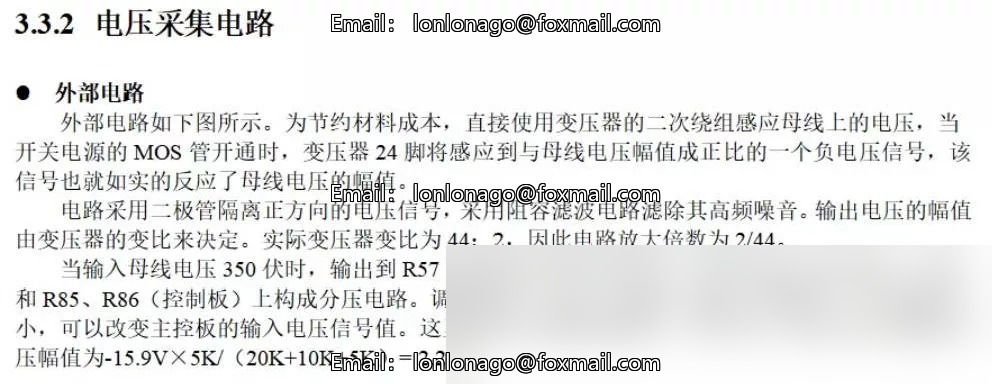 3.3.2 电压采集电路
Email: lonlonago@foxmail.com
● 外部电路
外部电路如下图所示。为节约材料成本，直接使用变压器的二次绕组感应母线上的电压，当
开关电源的 MOS 管开通时，变压器 24 脚将感应到与母线电压幅值成正比的一个负电压信号，该
信号也就如实的反应了母线电压的幅值。
Email: lonlonago@foxmail.com
电路采用二极管隔离正方向的电压信号，采用阻容滤波电路滤除其高频噪音。输出电压的幅值
由变压器的变比来决定。实际变压器变比为 44：2，因此电路放大倍数为 2/44。
当输入母线电压 350 伏时，输出到 R57
和 R85、R86（控制板）上构成分压电路。调
小，可以改变主控板的输入电压信号值。这
压幅值为-15.9V×5K/（20K+10K+5K）=
Email: lonlonago@foxmail.com